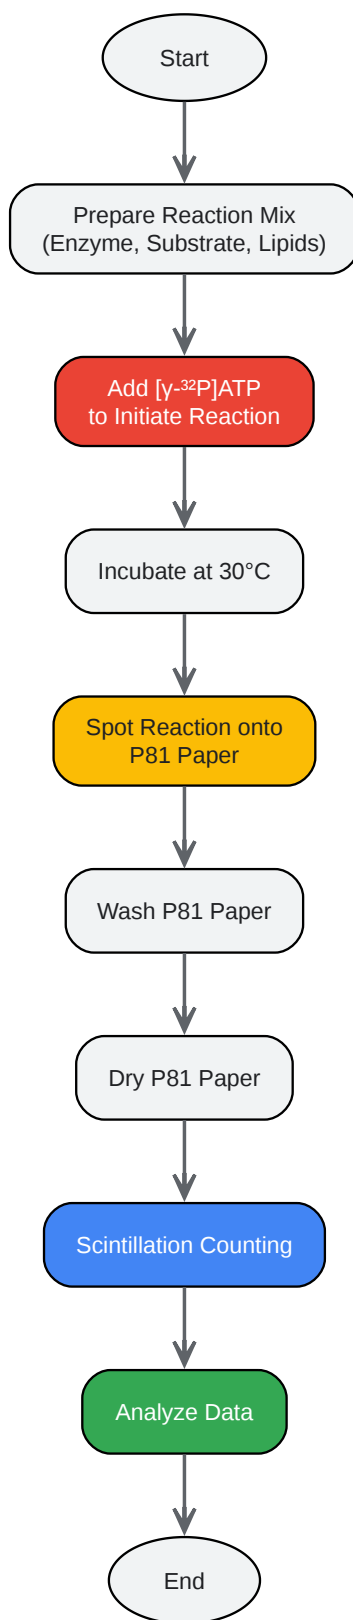 Start
Prepare Reaction Mix
(Enzyme, Substrate, Lipids)
Add [γ-³²P]ATP
to Initiate Reaction
Incubate at 30°C
Spot Reaction onto
P81 Paper
Wash P81 Paper
Dry P81 Paper
Scintillation Counting
Analyze Data
End